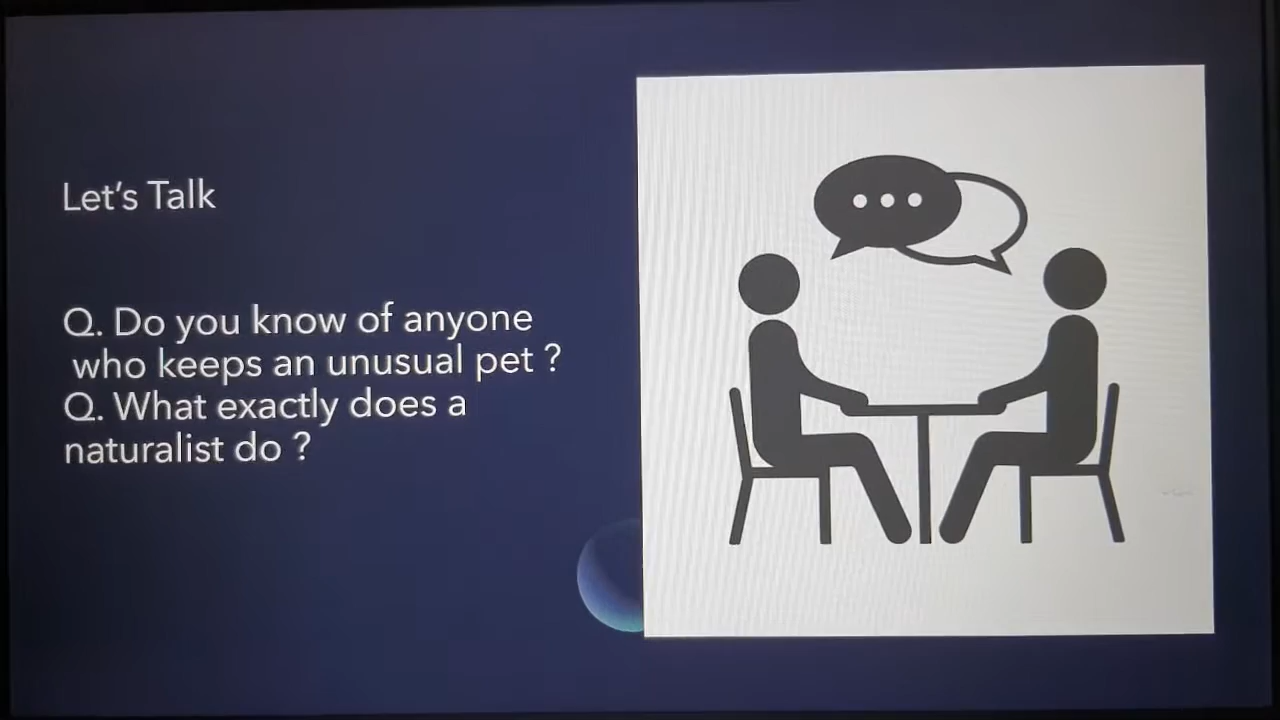 Let's Talk
Q. Do you know of anyone
who keeps an unusual pet ?
Q. What exactly does a
naturalist do ?